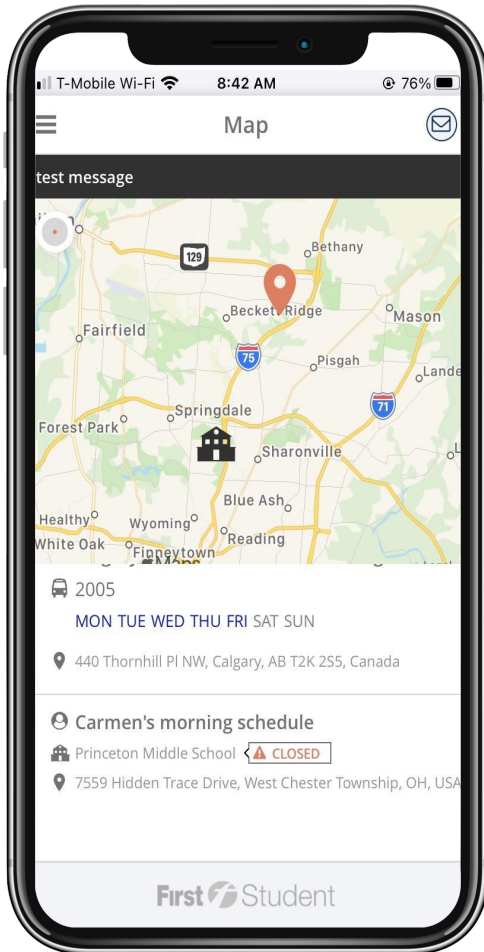 T-Mobile Wi-Fi 8:42 AM 76%
Map
test message
129
Bethany
Beckett Ridge
Mason
Fairfield
75
Pisgah
Lande
71
Springdale
Forest Park
Sharonville
Blue Ash
Healthy
Wyoming
Reading
White Oak
Finneytown
Maps
2005
MON TUE WED THU FRI SAT SUN
440 Thornhill Pl NW, Calgary, AB T2K 2S5, Canada
Carmen's morning schedule
Princeton Middle School CLOSED
7559 Hidden Trace Drive, West Chester Township, OH, USA
First Student